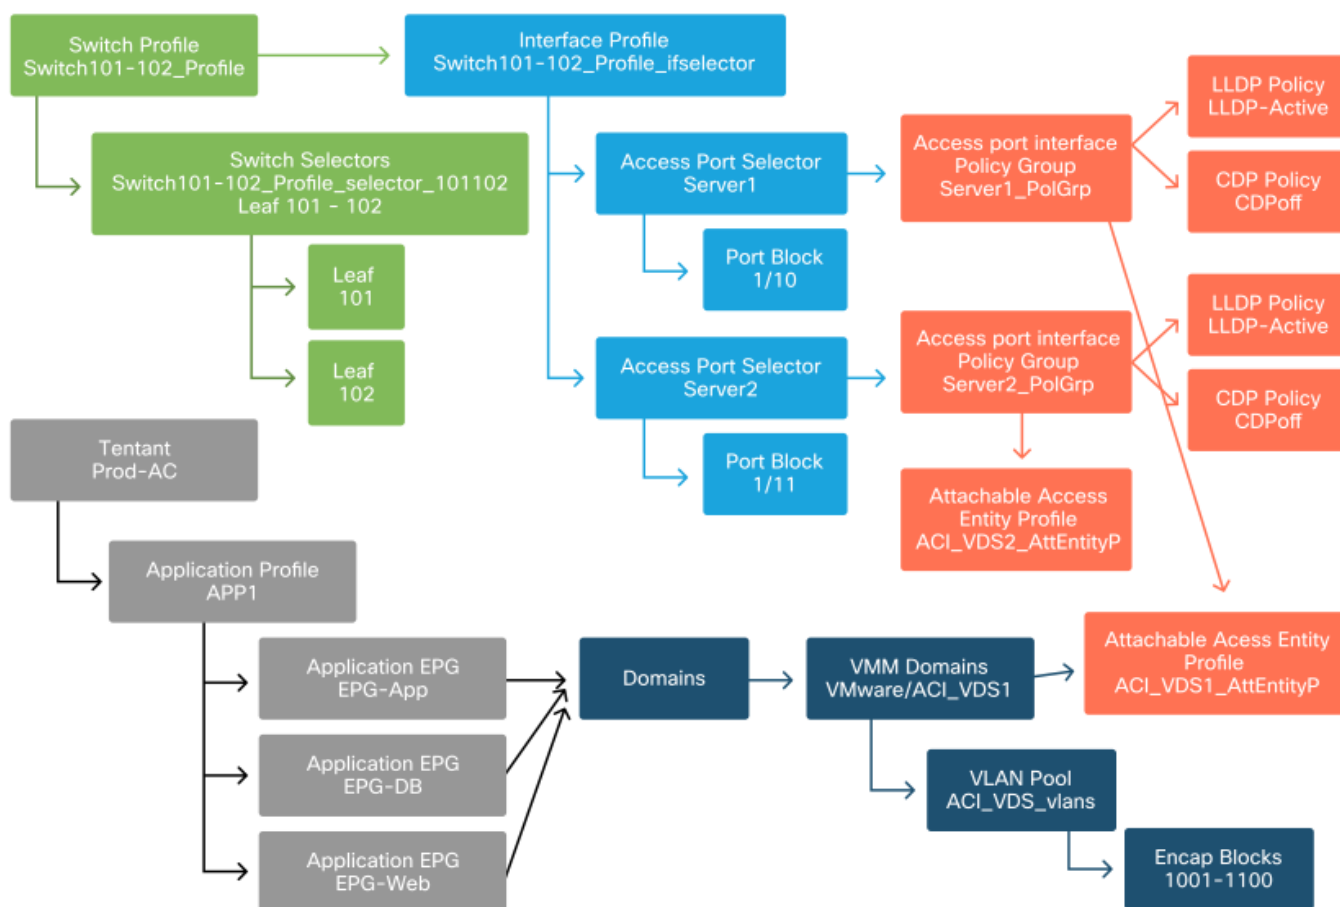 Switch Profile
Switch101-102_Profile
Interface Profile
Switch101-102_Profile_ifselector
LLDP Policy
LLDP-Active
Switch Selectors
Switch101-102_Profile_selector_101102
Leaf 101 - 102
Access Port Selector
Server1
Access port interface
Policy Group
Server1_PolGrp
CDP Policy
CDPoff
Leaf
101
Port Block
1/10
LLDP Policy
LLDP-Active
Leaf
102
Access Port Selector
Server2
Access port interface
Policy Group
Server2_PolGrp
CDP Policy
CDPoff
Tentant
Prod-AC
Port Block
1/11
Attachable Access
Entity Profile
ACI_VDS2_AttEntityP
Application Profile
APP1
Application EPG
EPG-App
Domains
VMM Domains
VMware/ACI_VDS1
Attachable Acess Entity
Profile
ACI_VDS1_AttEntityP
Application EPG
EPG-DB
VLAN Pool
ACI_VDS_vlans
Application EPG
EPG-Web
Encap Blocks
1001-1100